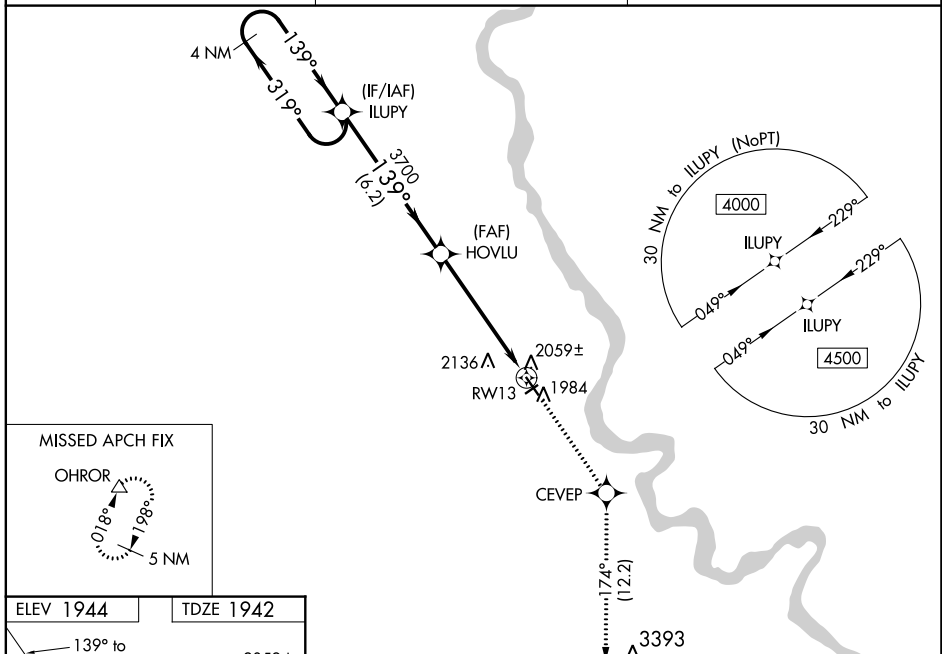 4 NM
139°
319°
(IF/IAF)
ILUPY
3700
139°
(6.2)
(FAF)
HOVLU
30 NM to ILUPY (NoPT)
4000
229°
ILUPY
049°
229°
049°
ILUPY
4500
30 NM to ILUPY
2136
2059±
RW13
1984
MISSED APCH FIX
OHROR
018°
198°
5 NM
CEVEP
174°
(12.2)
3393
ELEV 1944
TDZE 1942
139° to